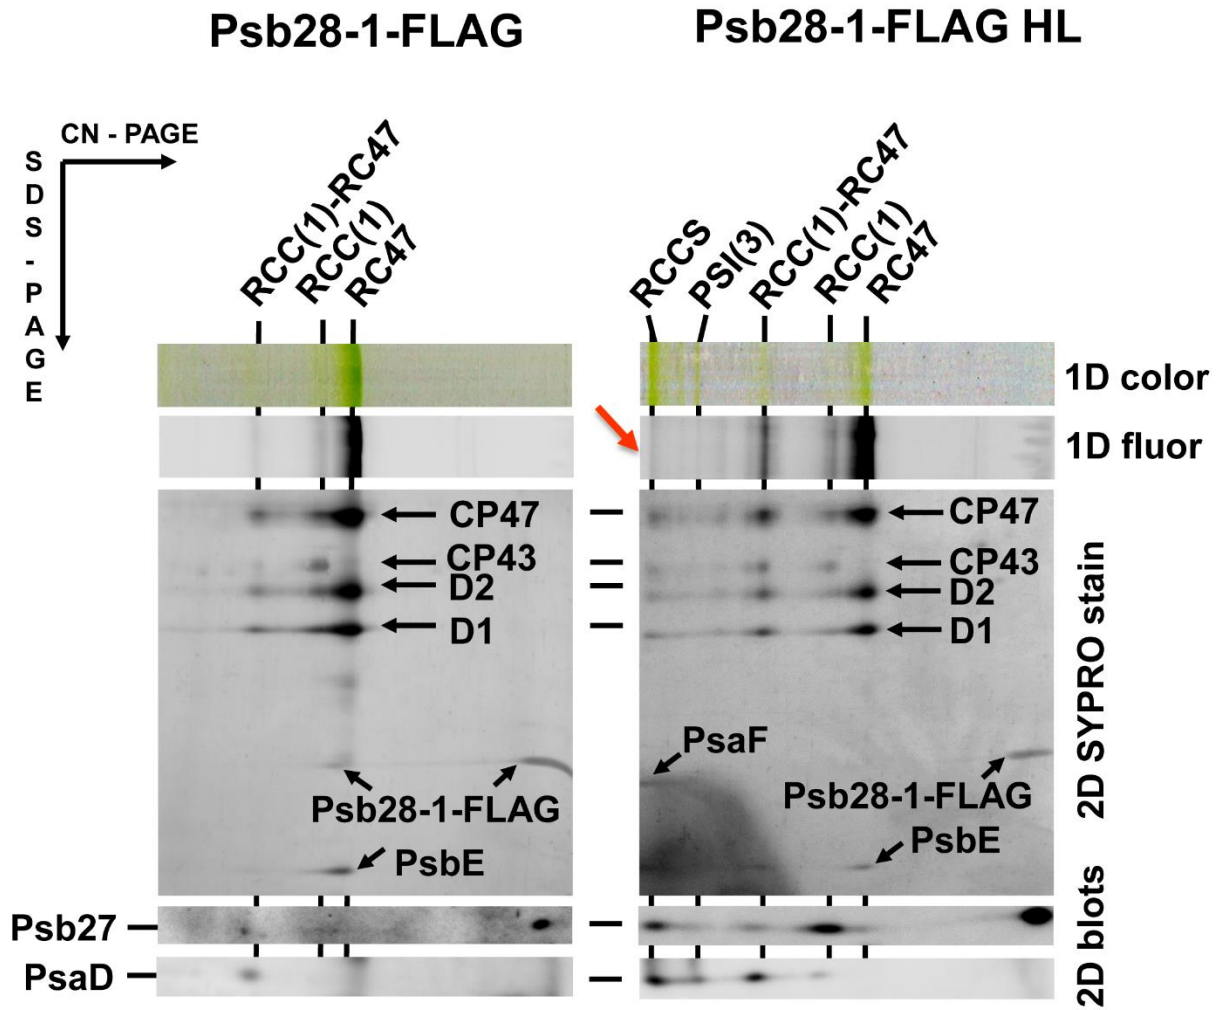 Psb28-1-FLAG
Psb28-1-FLAG HL
CN - PAGE
SDS-PAGE
RCC(1)-RC47
RCC(1)
RC47
RCCS
PSI(3)
RCC(1)-RC47
RCC(1)
RC47
1D color
1D fluor
CP47
CP43
D2
D1
CP47
CP43
D2
D1
2D SYPRO stain
PsaF
Psb28-1-FLAG
Psb28-1-FLAG
PsbE
PsbE
Psb27
PsaD
2D blots